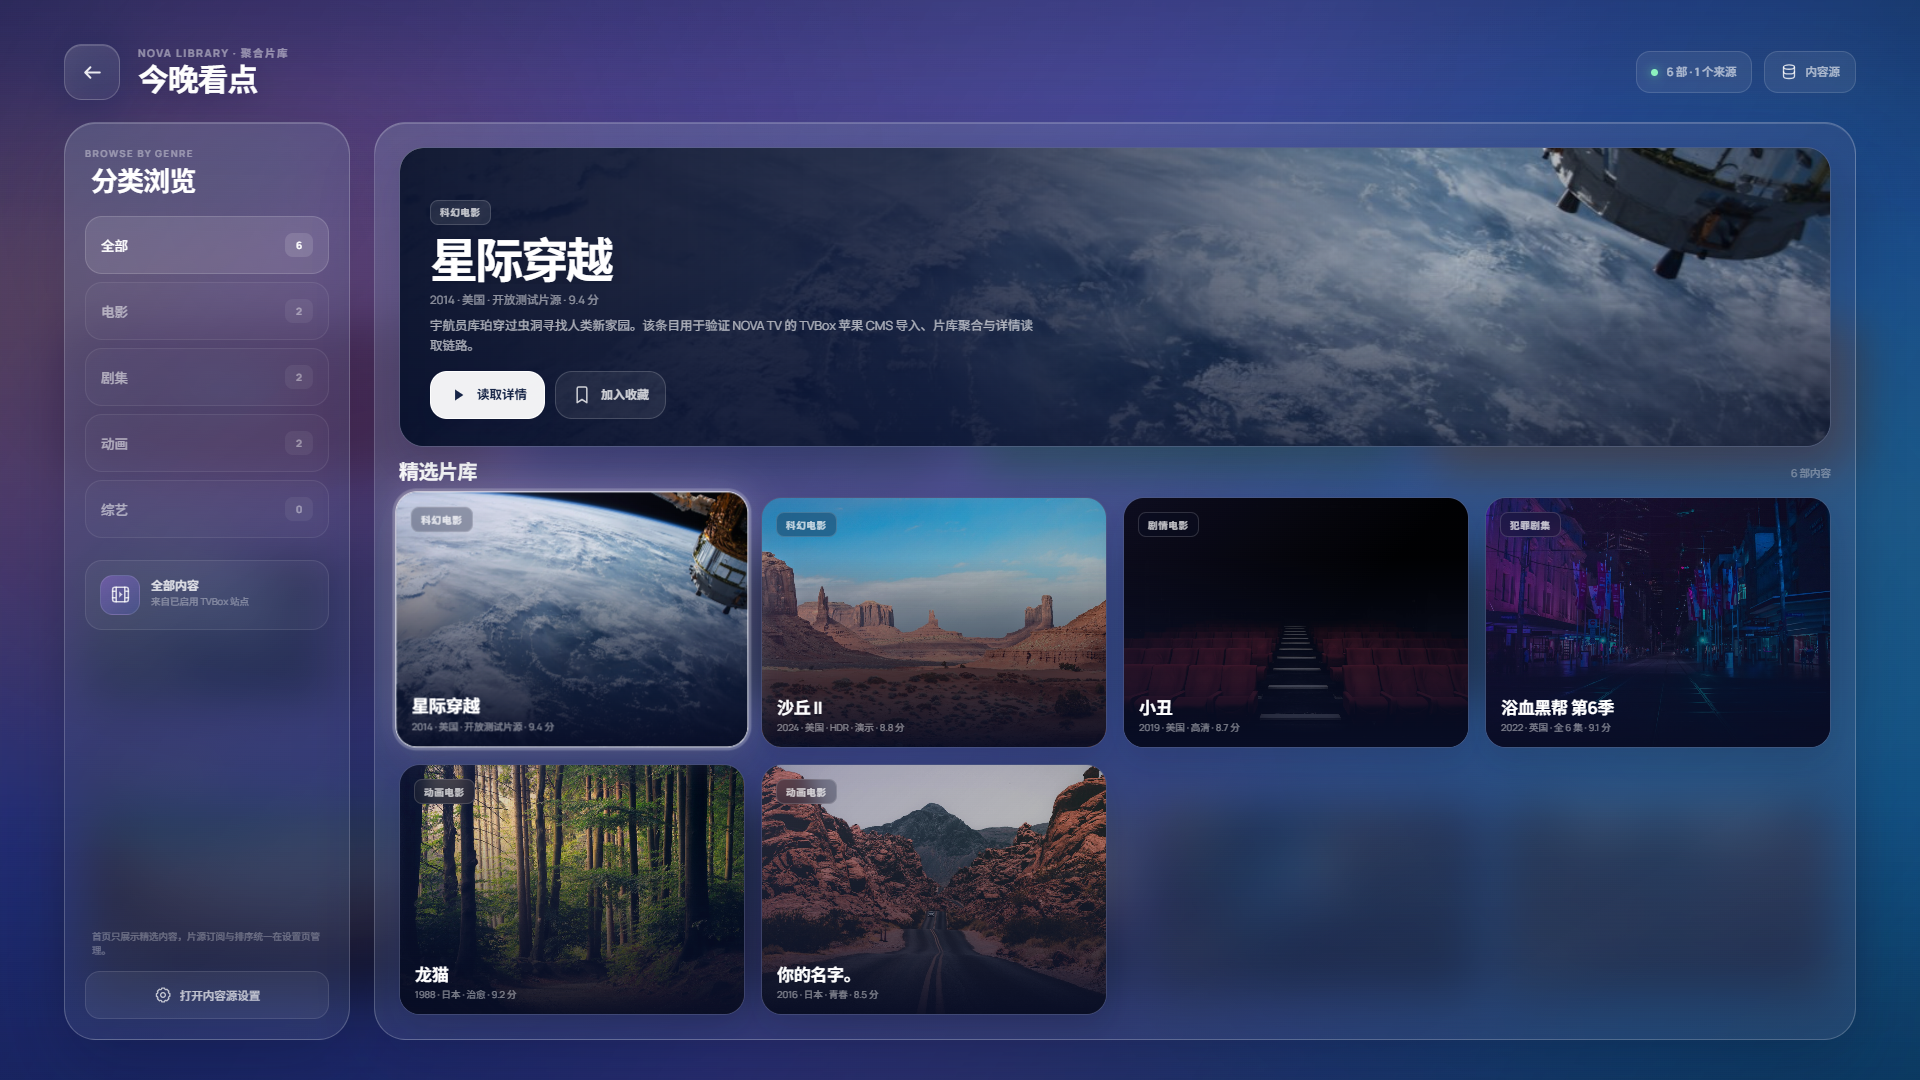 NOVA LIBRARY · 聚合片库
今晚看点
6 部 · 1 个来源
内容源
BROWSE BY GENRE
分类浏览
全部 6
电影 2
剧集 2
动画 2
综艺 0
全部内容
来自已启用 TVBox 站点
首页只展示精选内容，片源订阅与排序统一在设置页管
理。
打开内容源设置
科幻电影
星际穿越
2014 · 美国 · 开放测试片源 · 9.4 分
宇航员库珀穿过虫洞寻找人类新家园。该条目用于验证 NOVA TV 的 TVBox 苹果 CMS 导入、片库聚合与详情读
取链路。
读取详情
加入收藏
精选片库
6 部内容
科幻电影
星际穿越
2014 · 美国 · 开放测试片源 · 9.4 分
科幻电影
沙丘 II
2024 · 美国 · HDR · 演示 · 8.8 分
剧情电影
小丑
2019 · 美国 · 高清 · 8.7 分
犯罪剧集
浴血黑帮 第6季
2022 · 英国 · 全 6 集 · 9.1 分
动画电影
龙猫
1988 · 日本 · 治愈 · 9.2 分
动画电影
你的名字。
2016 · 日本 · 青春 · 8.5 分